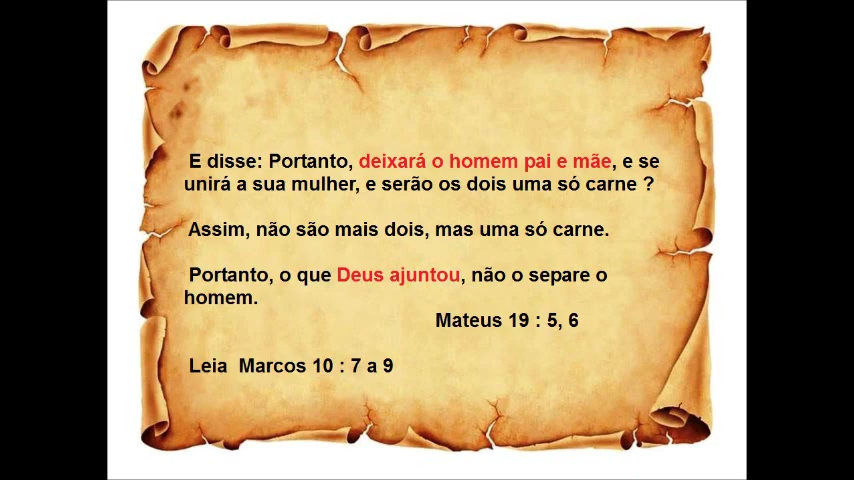 E disse: Portanto, deixará o homem pai e mãe, e se
unirá a sua mulher, e serão os dois uma só carne ?
Assim, não são mais dois, mas uma só carne.
Portanto, o que Deus ajuntou, não o separe o
homem.
Mateus 19 : 5, 6
Leia  Marcos 10 : 7 a 9